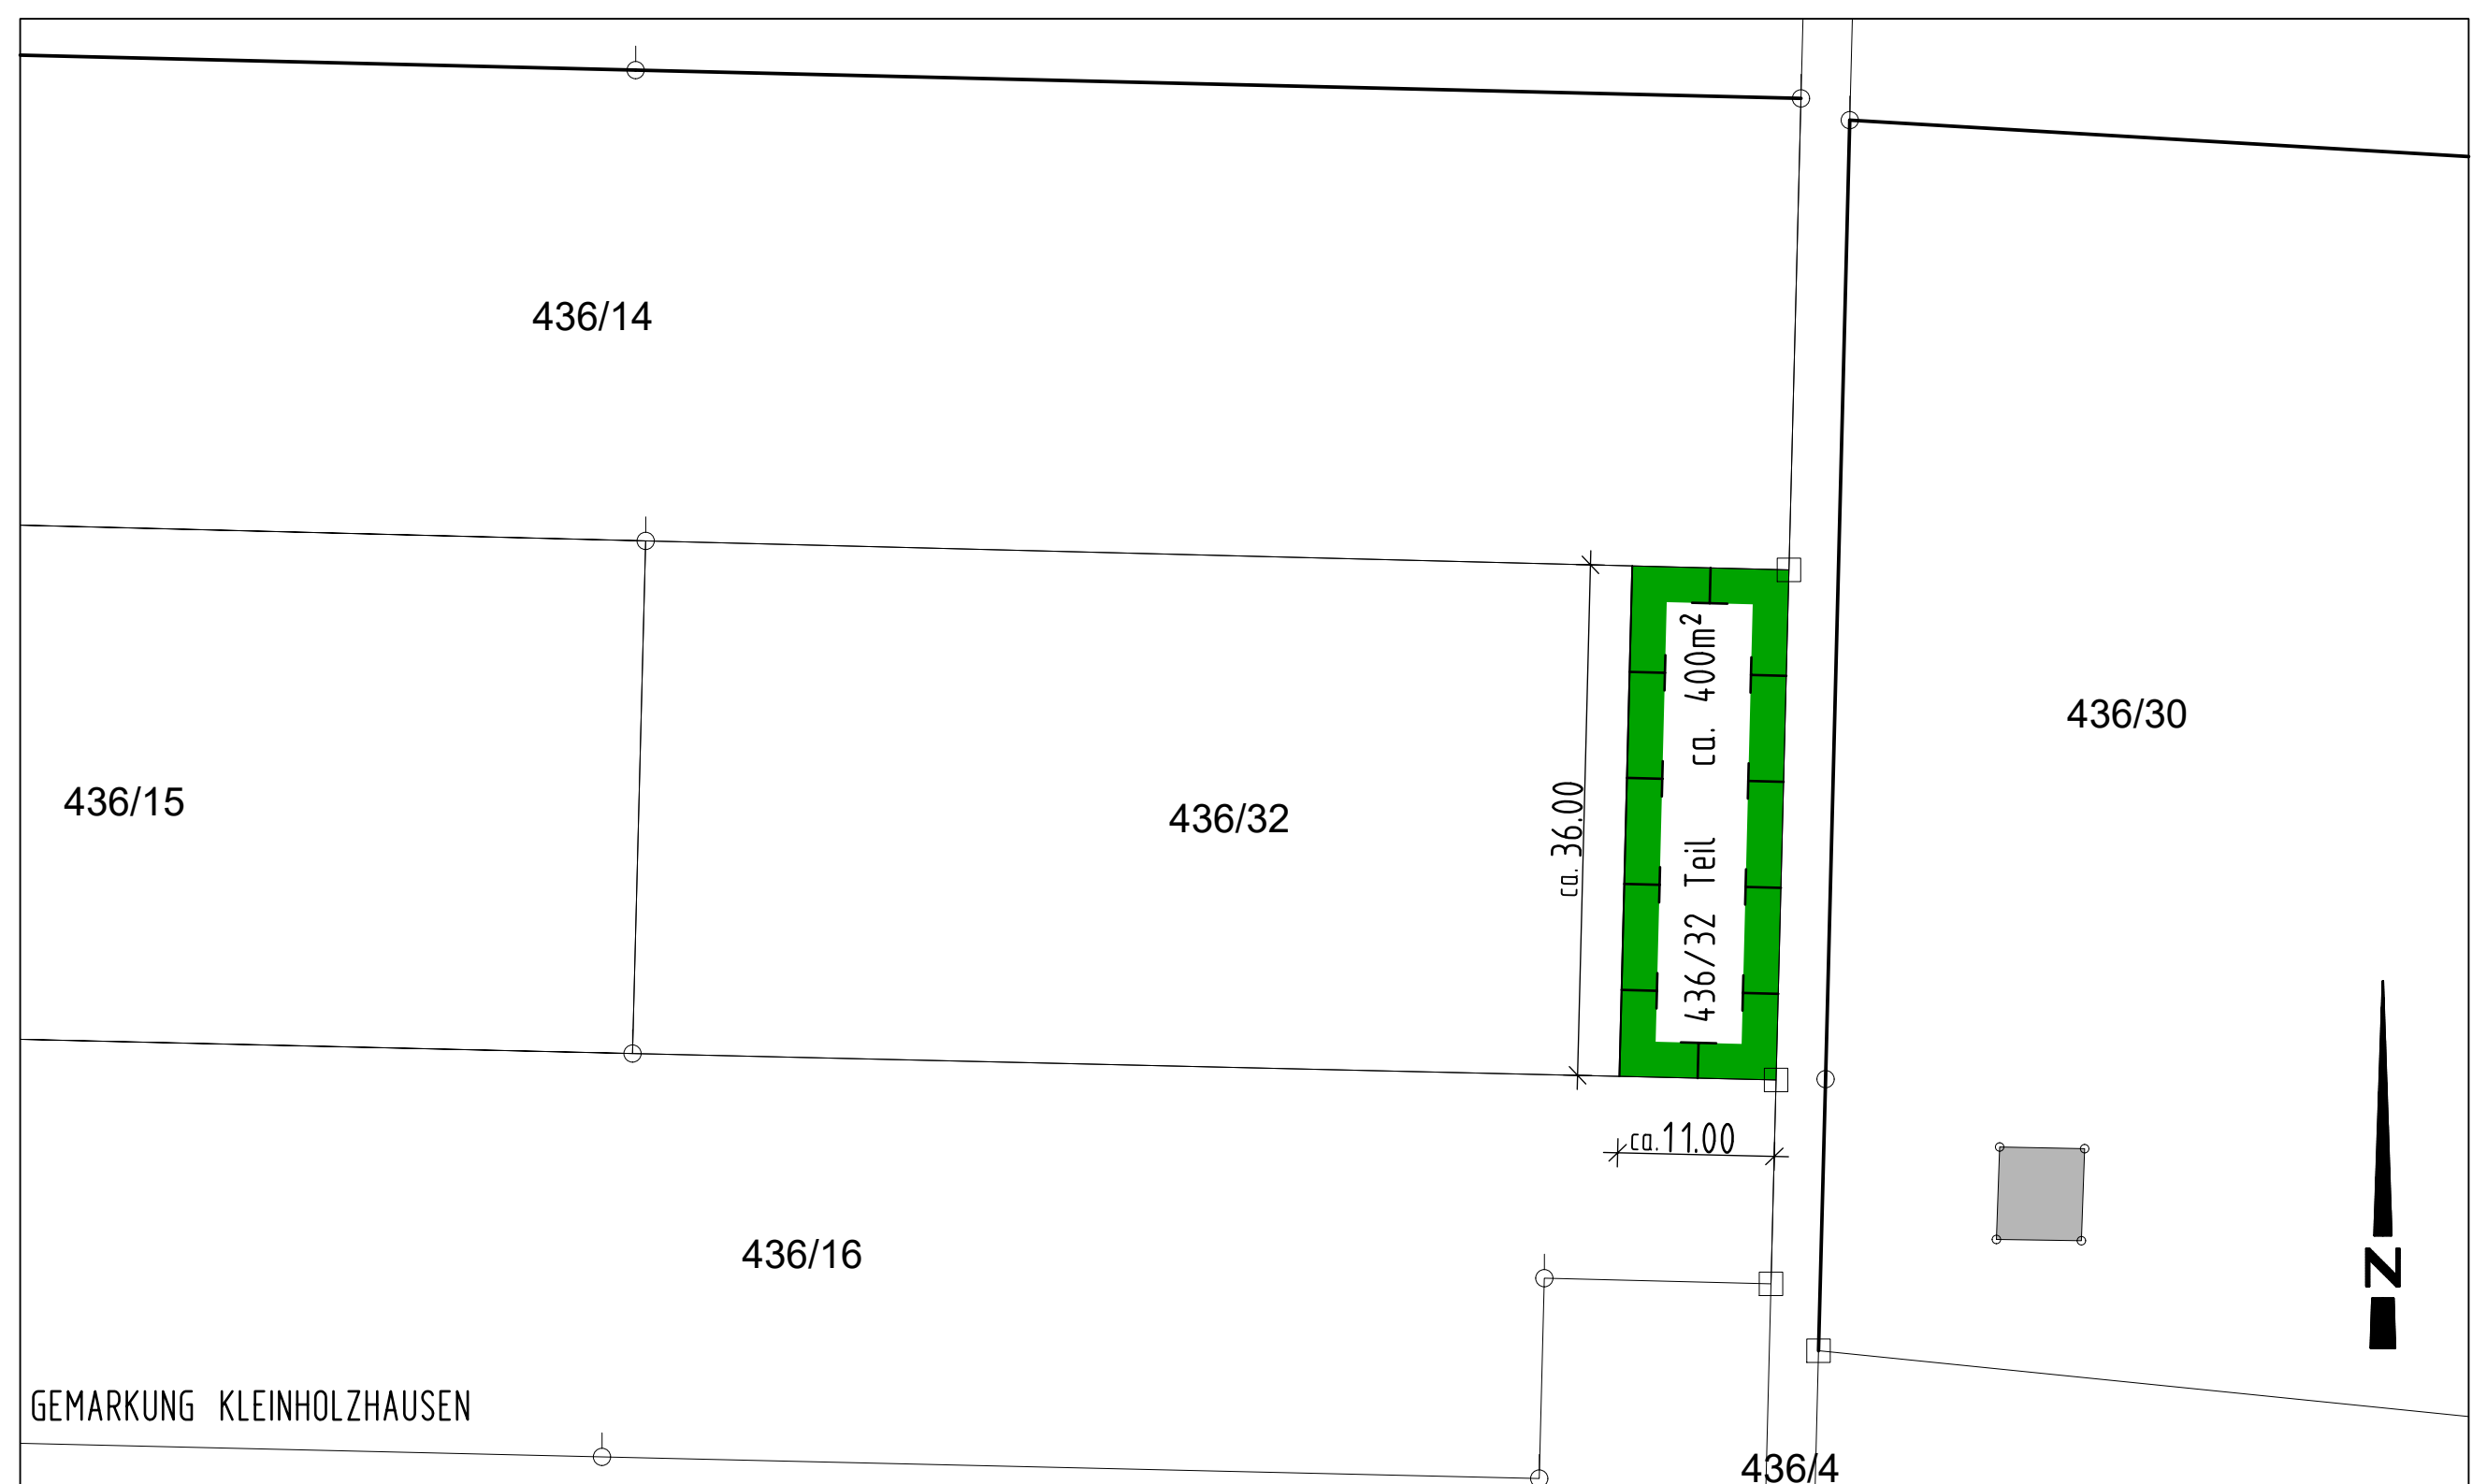 436/14
436/30
436/15
436/32
ca. 36.00
436/32 Teil ca. 400m²
ca.11.00
436/16
N
GEMARKUNG KLEINHOLZHAUSEN
436/4